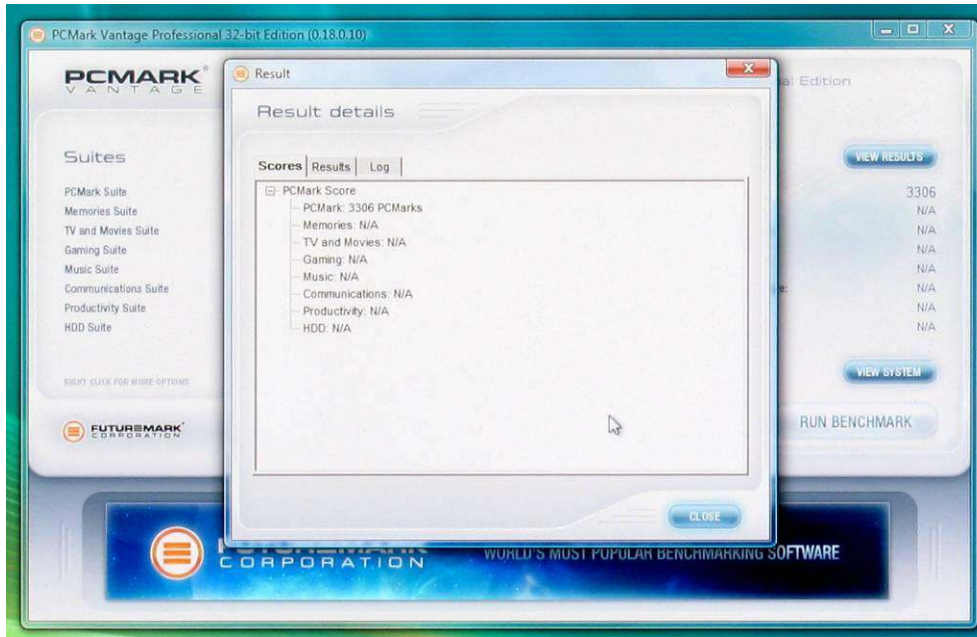 PCMark Vantage Professional 32-bit Edition (0.18.0.10)
PCMARK
VANTAGE
Edition
Result
Result details
Scores
Results
Log
PCMark Score
PCMark: 3306 PCMarks
Memories: N/A
TV and Movies: N/A
Gaming: N/A
Music: N/A
Communications: N/A
Productivity: N/A
HDD: N/A
CLOSE
Suites
VIEW RESULTS
PCMark Suite 3306
Memories Suite N/A
TV and Movies Suite N/A
Gaming Suite N/A
Music Suite N/A
Communications Suite N/A
Productivity Suite N/A
HDD Suite N/A
RIGHT CLICK FOR MORE OPTIONS
VIEW SYSTEM
FUTUREMARK
CORPORATION
RUN BENCHMARK
FUTUREMARK
CORPORATION
WORLD'S MOST POPULAR BENCHMARKING SOFTWARE